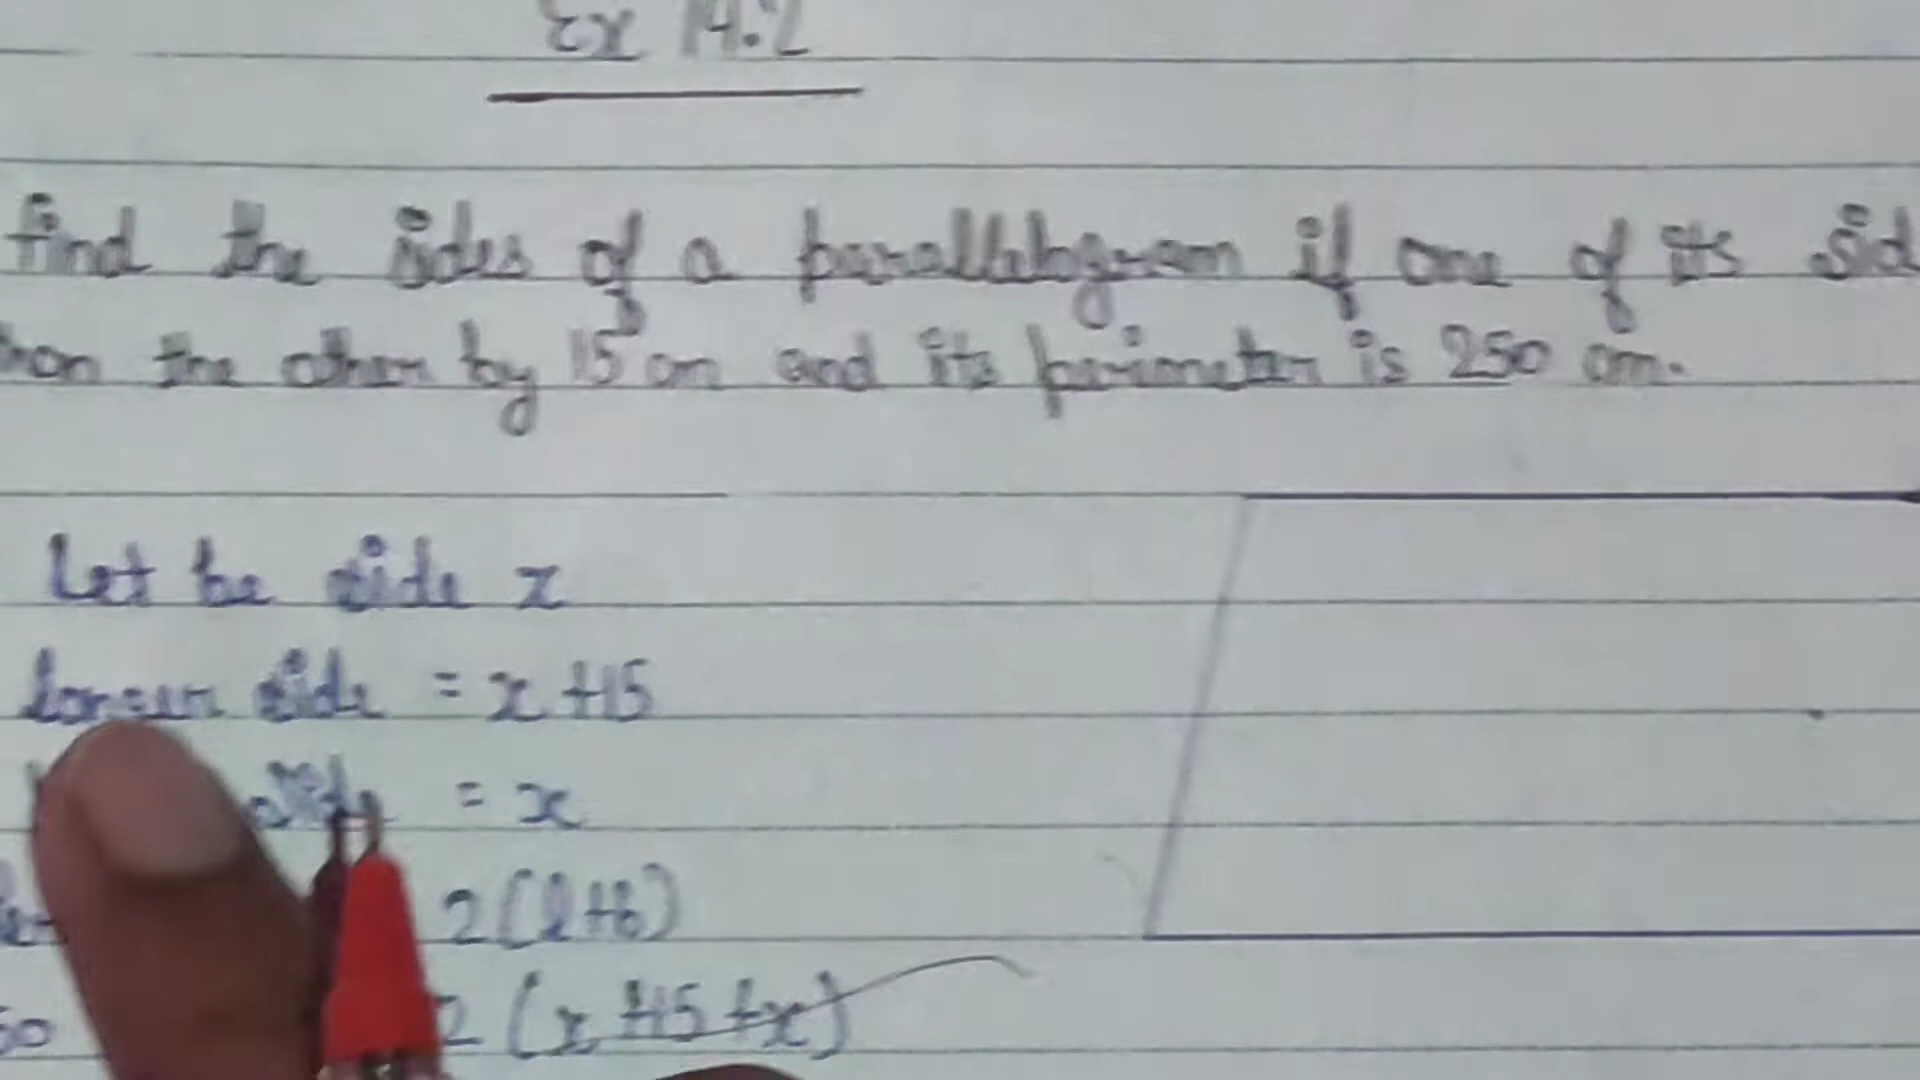 Ex 14.2
find the sides of a parallelogram if one of its sid
than the other by 15 cm and its perimeter is 250 cm.
Let be side x
longer side = x +15
side = x
2 (l+b)
2 (x +15 +x)